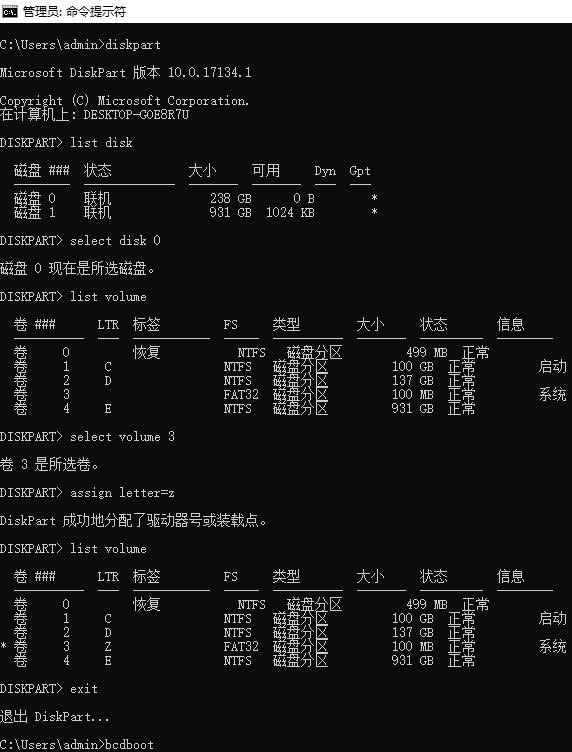 管理员: 命令提示符
C:\Users\admin>diskpart
Microsoft DiskPart 版本 10.0.17134.1
Copyright (C) Microsoft Corporation.
在计算机上: DESKTOP-GOE8R7U
DISKPART> list disk
磁盘 ### 状态 大小 可用 Dyn Gpt
-------- ------------- ------- ------- --- ---
磁盘 0 联机 238 GB 0 B *
磁盘 1 联机 931 GB 1024 KB *
DISKPART> select disk 0
磁盘 0 现在是所选磁盘。
DISKPART> list volume
卷 ### LTR 标签 FS 类型 大小 状态 信息
---------- --- ----------- ----- ---------- ------- --------- --------
卷 0 恢复 NTFS 磁盘分区 499 MB 正常
卷 1 C NTFS 磁盘分区 100 GB 正常 启动
卷 2 D NTFS 磁盘分区 137 GB 正常
卷 3 FAT32 磁盘分区 100 MB 正常 系统
卷 4 E NTFS 磁盘分区 931 GB 正常
DISKPART> select volume 3
卷 3 是所选卷。
DISKPART> assign letter=z
DiskPart 成功地分配了驱动器号或装载点。
DISKPART> list volume
卷 ### LTR 标签 FS 类型 大小 状态 信息
---------- --- ----------- ----- ---------- ------- --------- --------
卷 0 恢复 NTFS 磁盘分区 499 MB 正常
卷 1 C NTFS 磁盘分区 100 GB 正常 启动
卷 2 D NTFS 磁盘分区 137 GB 正常
* 卷 3 Z FAT32 磁盘分区 100 MB 正常 系统
卷 4 E NTFS 磁盘分区 931 GB 正常
DISKPART> exit
退出 DiskPart...
C:\Users\admin>bcdboot